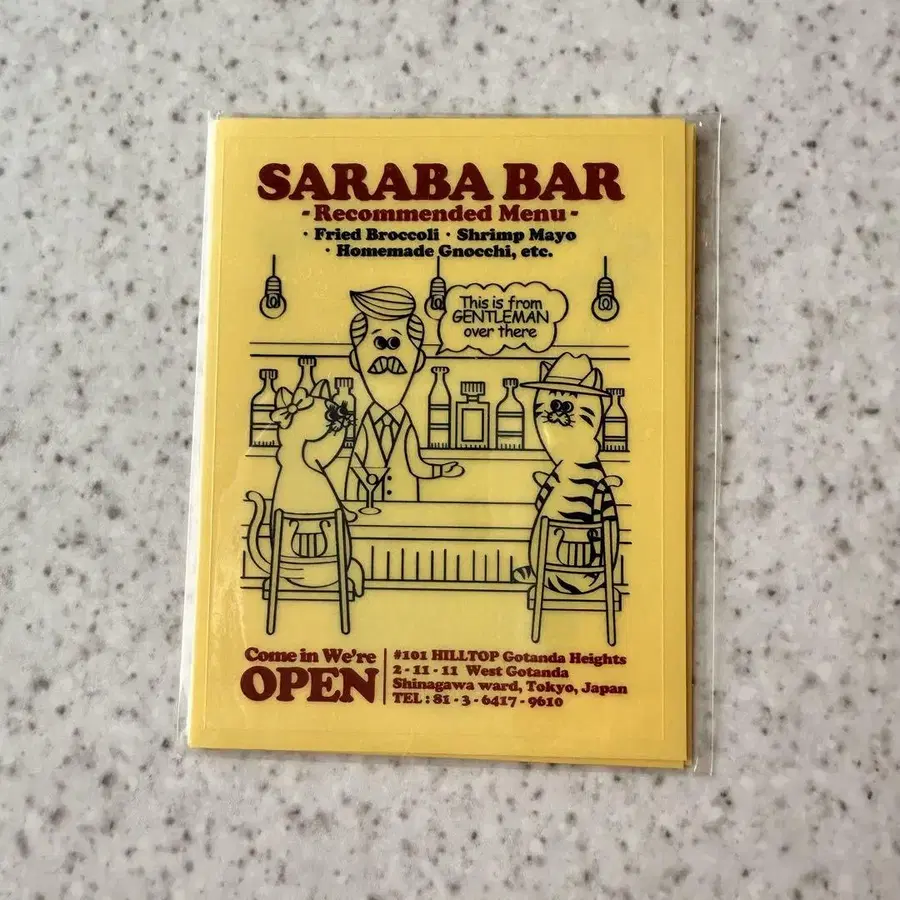 SARABA BAR
- Recommended Menu -
· Fried Broccoli · Shrimp Mayo
· Homemade Gnocchi, etc.
This is from
GENTLEMAN
over there
Come in We're
OPEN
#101 HILLTOP Gotanda Heights
2 - 11 - 11 West Gotanda
Shinagawa ward, Tokyo, Japan
TEL : 81 - 3 - 6417 - 9610